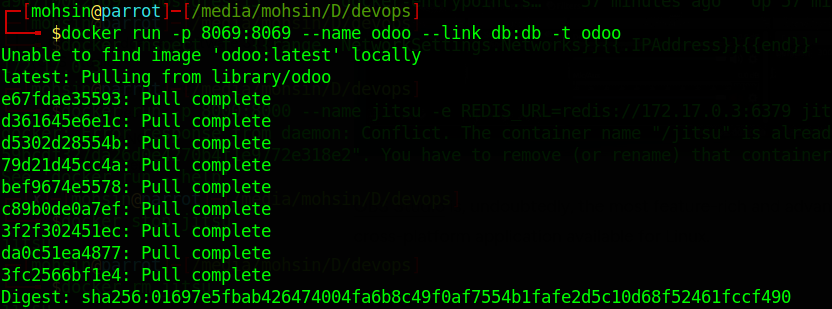 [mohsin@parrot]─[/media/mohsin/D/devops]
$docker run -p 8069:8069 --name odoo --link db:db -t odoo
Unable to find image 'odoo:latest' locally
latest: Pulling from library/odoo
e67fdae35593: Pull complete
d361645e6e1c: Pull complete
d5302d28554b: Pull complete
79d21d45cc4a: Pull complete
bef9674e5578: Pull complete
c89b0de0a7ef: Pull complete
3f2f302451ec: Pull complete
da0c51ea4877: Pull complete
3fc2566bf1e4: Pull complete
Digest: sha256:01697e5fbab426474004fa6b8c49f0af7554b1fafe2d5c10d68f52461fccf490